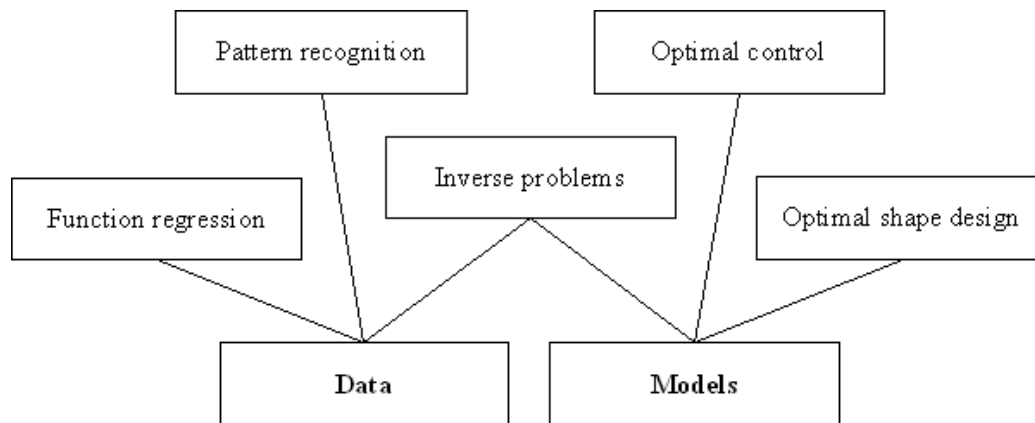 Pattern recognition
Optimal control
Inverse problems
Function regression
Optimal shape design
Data
Models